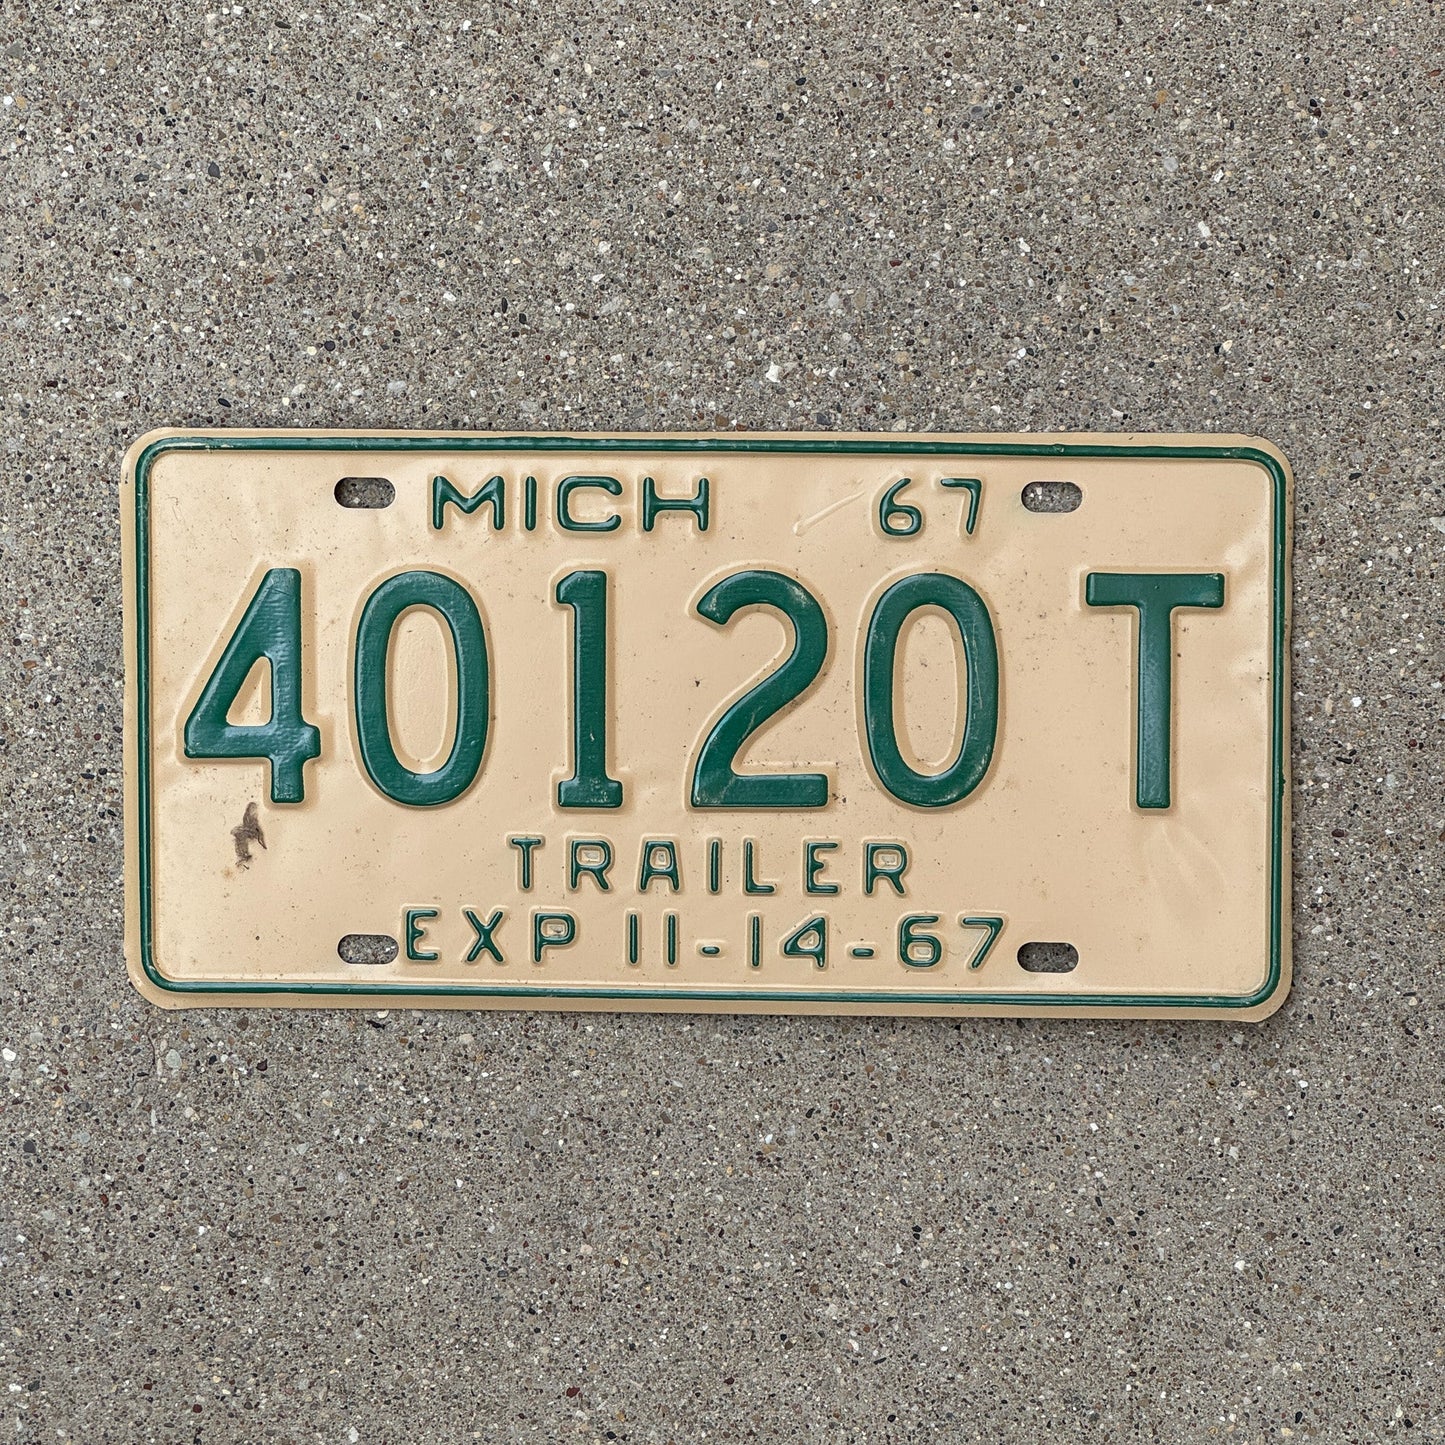 MICH 67
40120 T
TRAILER
EXP 11-14-67